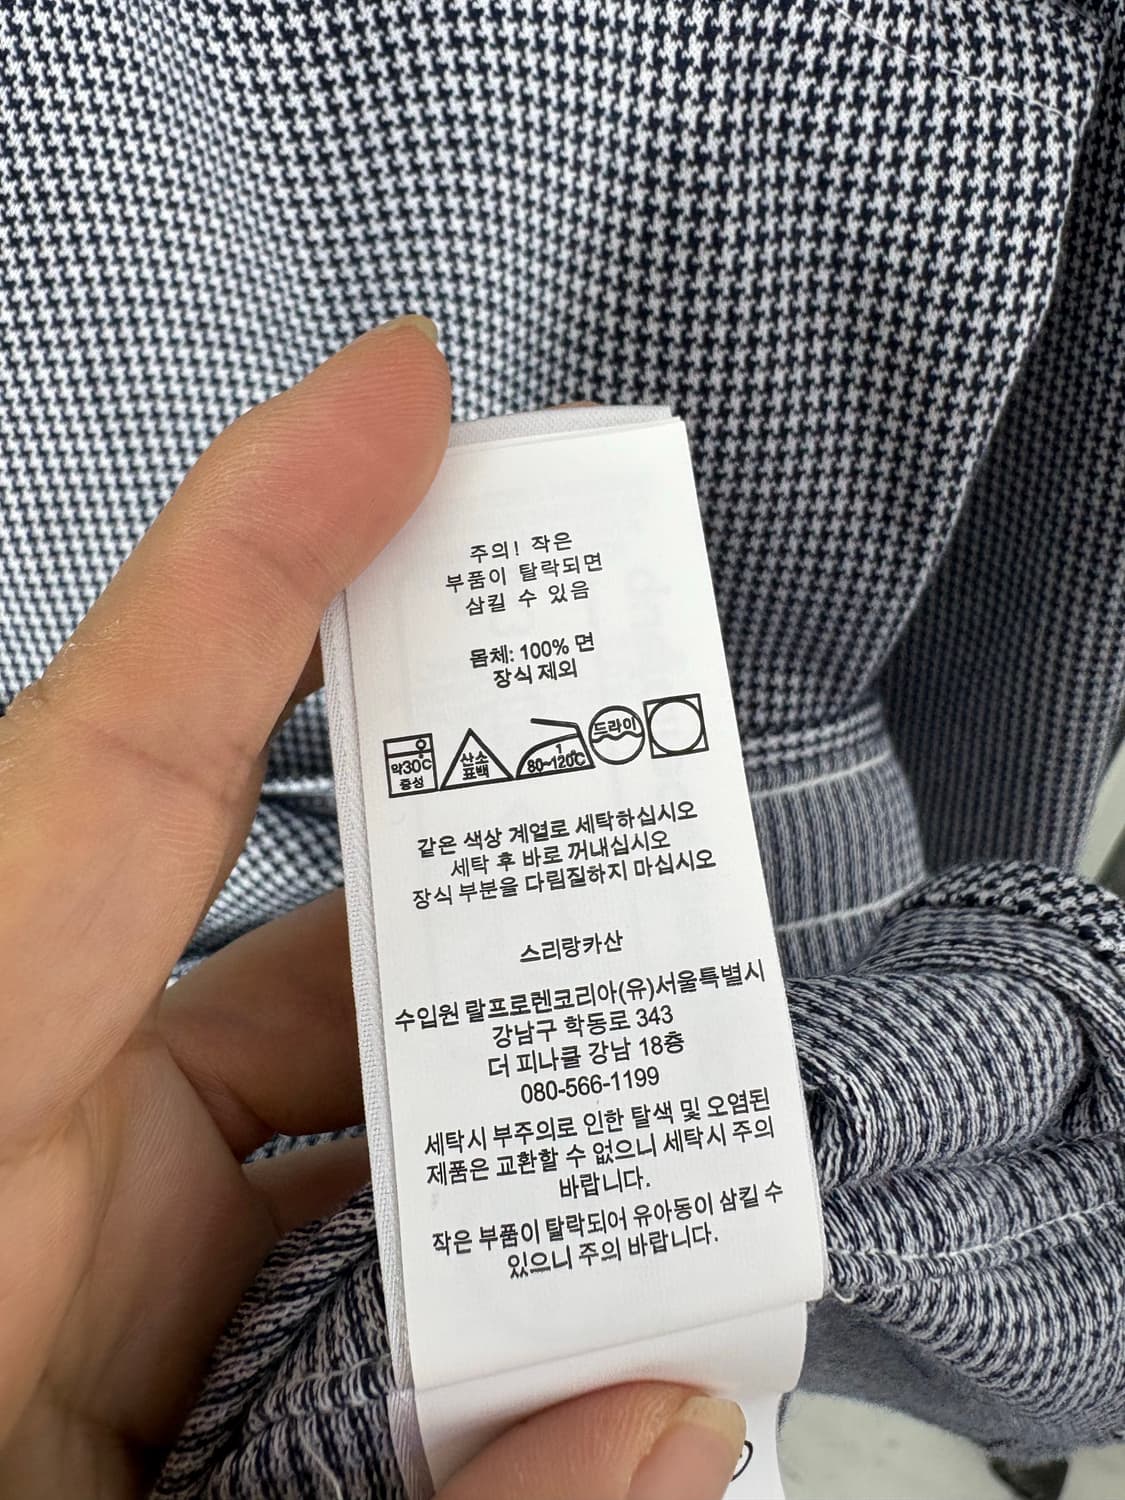 주의! 작은
부품이 탈락되면
삼킬 수 있음
몸체: 100% 면
장식 제외
약30℃
중성
산소
표백
1
80~120℃
드라이
같은 색상 계열로 세탁하십시오
세탁 후 바로 꺼내십시오
장식 부분을 다림질하지 마십시오
스리랑카산
수입원 랄프로렌코리아(유)서울특별시
강남구 학동로 343
더 피나클 강남 18층
080-566-1199
세탁시 부주의로 인한 탈색 및 오염된
제품은 교환할 수 없으니 세탁시 주의
바랍니다.
작은 부품이 탈락되어 유아동이 삼킬 수
있으니 주의 바랍니다.